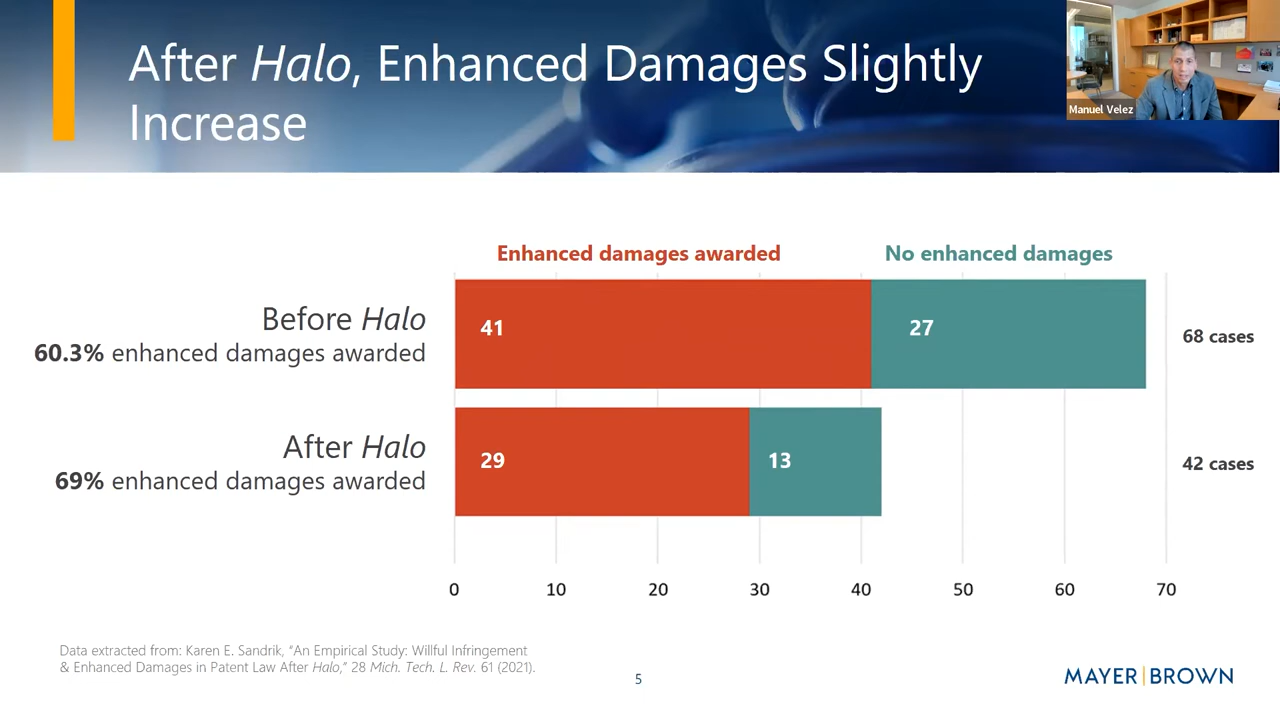 After Halo, Enhanced Damages Slightly
Increase
Manuel Velez
Enhanced damages awarded
No enhanced damages
Before Halo
60.3% enhanced damages awarded
41
27
68 cases
After Halo
69% enhanced damages awarded
29
13
42 cases
0 10 20 30 40 50 60 70
Data extracted from: Karen E. Sandrik, “An Empirical Study: Willful Infringement
& Enhanced Damages in Patent Law After Halo,” 28 Mich. Tech. L. Rev. 61 (2021).
5
MAYER|BROWN